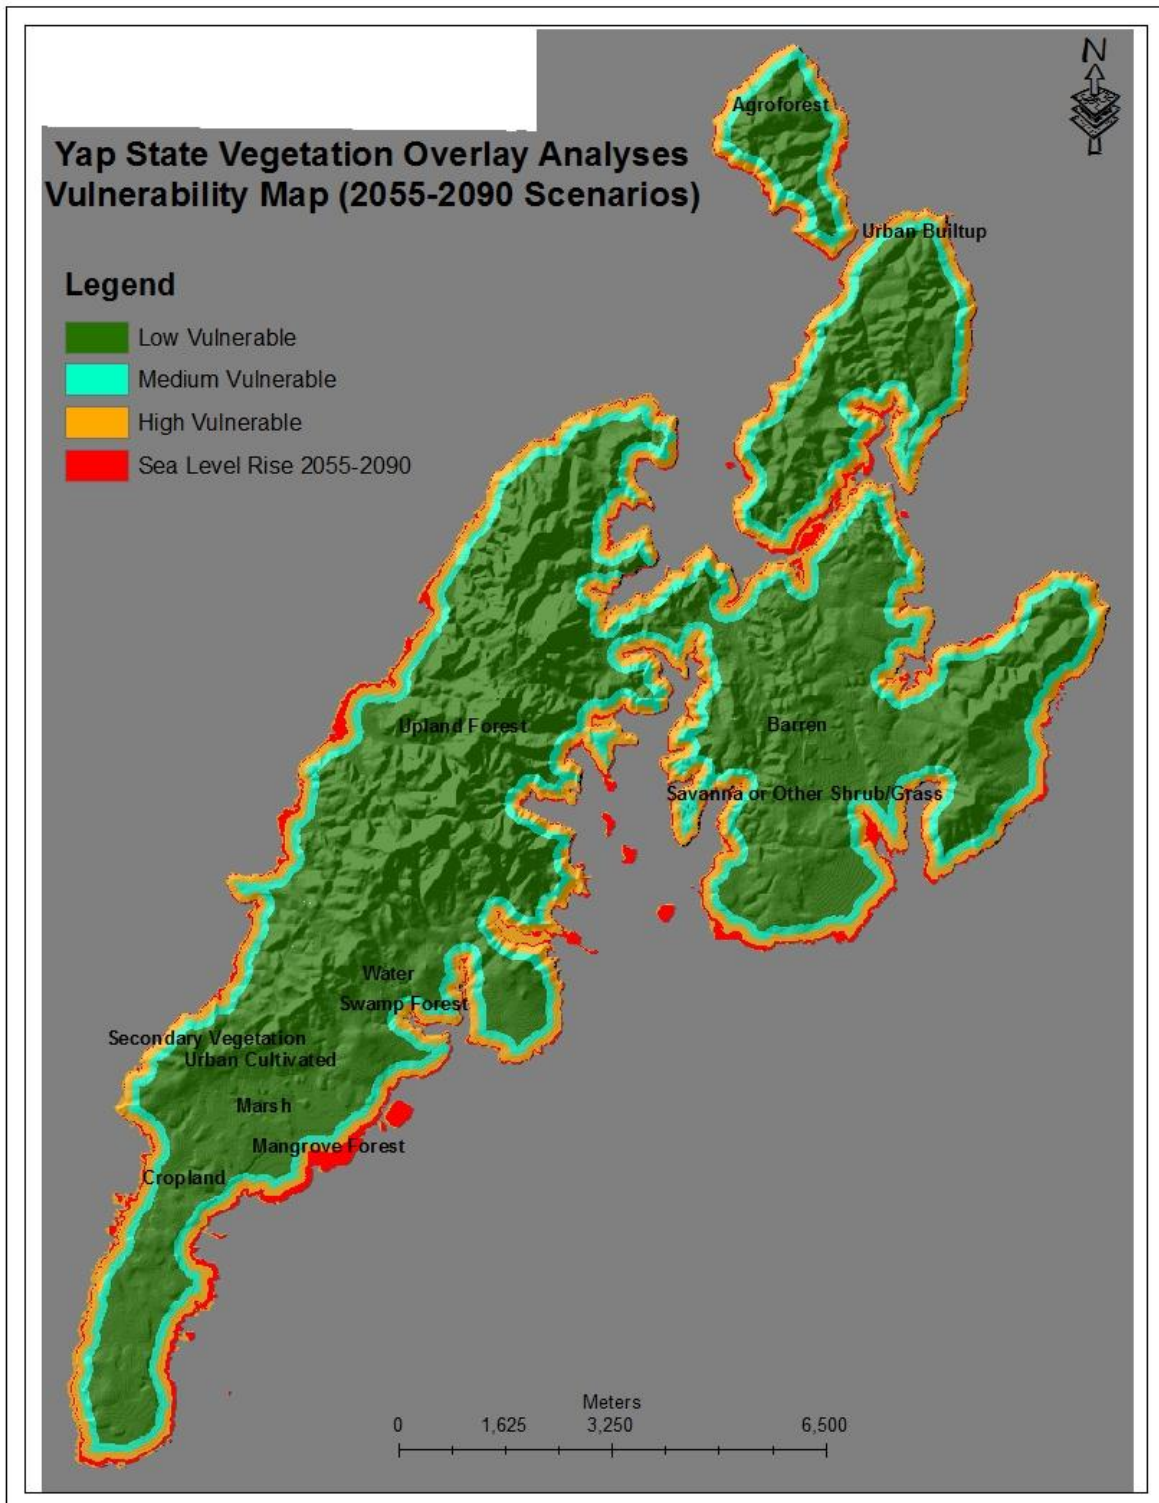 N
Agroforest
Yap State Vegetation Overlay Analyses
Vulnerability Map (2055-2090 Scenarios)
Urban Builtup
Legend
Low Vulnerable
Medium Vulnerable
High Vulnerable
Sea Level Rise 2055-2090
Upland Forest
Barren
Savanna or Other Shrub/Grass
Water
Swamp Forest
Secondary Vegetation
Urban Cultivated
Marsh
Mangrove Forest
Cropland
Meters
0 1,625 3,250 6,500